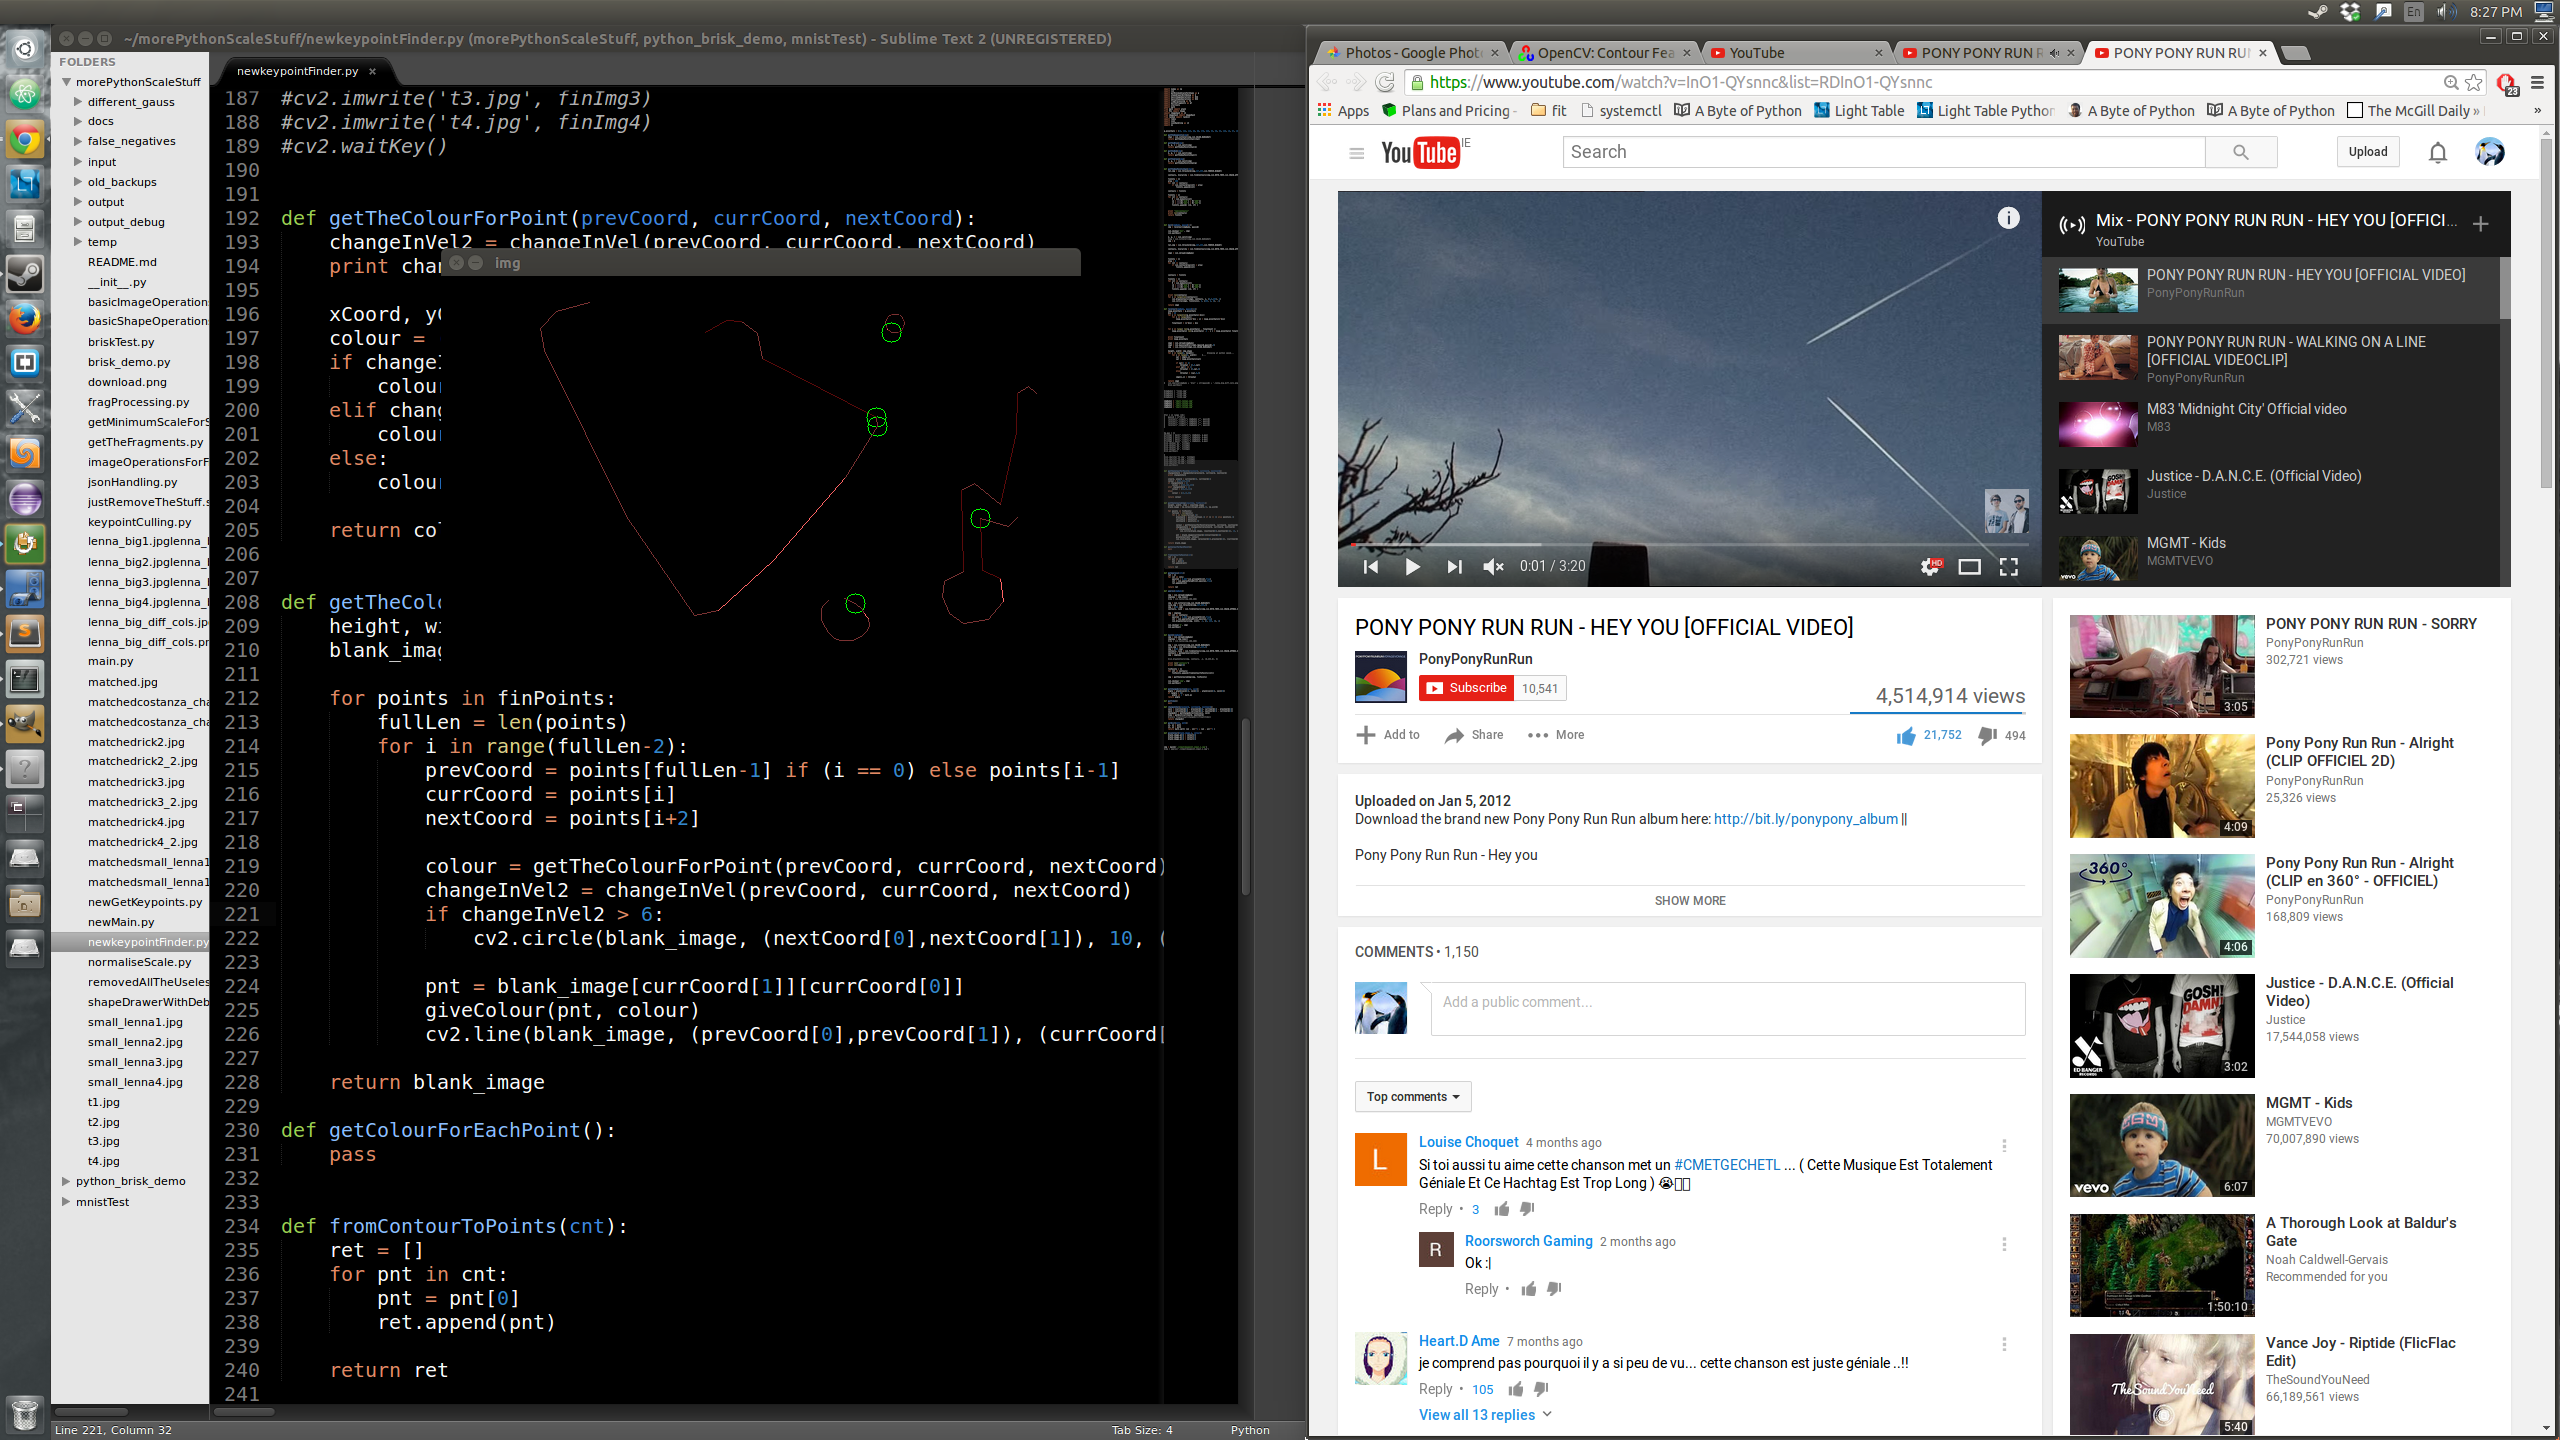 En
8:27 PM
~/morePythonScaleStuff/newkeypointFinder.py (morePythonScaleStuff, python_brisk_demo, mnistTest) - Sublime Text 2 (UNREGISTERED)
FOLDERS
morePythonScaleStuff
different_gauss
docs
false_negatives
input
old_backups
output
output_debug
temp
README.md
__init__.py
basicImageOperation
basicShapeOperation
briskTest.py
brisk_demo.py
download.png
fragProcessing.py
getMinimumScaleForS
getTheFragments.py
imageOperationsForF
jsonHandling.py
justRemoveTheStuff.s
keypointCulling.py
lenna_big1.jpglenna_
lenna_big2.jpglenna_
lenna_big3.jpglenna_
lenna_big4.jpglenna_
lenna_big_diff_cols.jp
lenna_big_diff_cols.pr
main.py
matched.jpg
matchedcostanza_cha
matchedcostanza_cha
matchedrick2.jpg
matchedrick2_2.jpg
matchedrick3.jpg
matchedrick3_2.jpg
matchedrick4.jpg
matchedrick4_2.jpg
matchedsmall_lenna1
matchedsmall_lenna1
newGetKeypoints.py
newMain.py
newkeypointFinder.py
normaliseScale.py
removedAllTheUseles
shapeDrawerWithDeb
small_lenna1.jpg
small_lenna2.jpg
small_lenna3.jpg
small_lenna4.jpg
t1.jpg
t2.jpg
t3.jpg
t4.jpg
python_brisk_demo
mnistTest
newkeypointFinder.py
187 #cv2.imwrite('t3.jpg', finImg3)
188 #cv2.imwrite('t4.jpg', finImg4)
189 #cv2.waitKey()
190
191
192 def getTheColourForPoint(prevCoord, currCoord, nextCoord):
193 changeInVel2 = changeInVel(prevCoord, currCoord, nextCoord)
194 print chan
img
195
196 xCoord, yC
197 colour =
198 if changeI
199 colour
200 elif chang
201 colour
202 else:
203 colour
204
205 return col
206
207
208 def getTheColo
209 height, wi
210 blank_imag
211
212 for points in finPoints:
213 fullLen = len(points)
214 for i in range(fullLen-2):
215 prevCoord = points[fullLen-1] if (i == 0) else points[i-1]
216 currCoord = points[i]
217 nextCoord = points[i+2]
218
219 colour = getTheColourForPoint(prevCoord, currCoord, nextCoord)
220 changeInVel2 = changeInVel(prevCoord, currCoord, nextCoord)
221 if changeInVel2 > 6:
222 cv2.circle(blank_image, (nextCoord[0],nextCoord[1]), 10, (
223
224 pnt = blank_image[currCoord[1]][currCoord[0]]
225 giveColour(pnt, colour)
226 cv2.line(blank_image, (prevCoord[0],prevCoord[1]), (currCoord[
227
228 return blank_image
229
230 def getColourForEachPoint():
231 pass
232
233
234 def fromContourToPoints(cnt):
235 ret = []
236 for pnt in cnt:
237 pnt = pnt[0]
238 ret.append(pnt)
239
240 return ret
241
Line 221, Column 32
Tab Size: 4
Python
Photos - Google Phot
OpenCV: Contour Fea
YouTube
PONY PONY RUN R
PONY PONY RUN RU
https://www.youtube.com/watch?v=InO1-QYsnnc&list=RDInO1-QYsnnc
23
Apps
Plans and Pricing -
fit
systemctl
A Byte of Python
Light Table
Light Table Python
A Byte of Python
A Byte of Python
The McGill Daily »
»
YouTube IE
Search
Upload
Mix - PONY PONY RUN RUN - HEY YOU [OFFICI...
YouTube
PONY PONY RUN RUN - HEY YOU [OFFICIAL VIDEO]
PonyPonyRunRun
PONY PONY RUN RUN - WALKING ON A LINE
[OFFICIAL VIDEOCLIP]
PonyPonyRunRun
M83 'Midnight City' Official video
M83
Justice - D.A.N.C.E. (Official Video)
Justice
MGMT - Kids
MGMTVEVO
0:01 / 3:20
HD
PONY PONY RUN RUN - HEY YOU [OFFICIAL VIDEO]
PonyPonyRunRun
Subscribe 10,541
4,514,914 views
Add to
Share
More
21,752
494
Uploaded on Jan 5, 2012
Download the brand new Pony Pony Run Run album here: http://bit.ly/ponypony_album ||
Pony Pony Run Run - Hey you
SHOW MORE
COMMENTS • 1,150
Add a public comment...
Top comments
L
Louise Choquet 4 months ago
Si toi aussi tu aime cette chanson met un #CMETGECHETL ... ( Cette Musique Est Totalement
Géniale Et Ce Hachtag Est Trop Long ) 😭
Reply • 3
R
Roorsworch Gaming 2 months ago
Ok :|
Reply •
Heart.D Ame 7 months ago
je comprend pas pourquoi il y a si peu de vu... cette chanson est juste géniale ..!!
Reply • 105
View all 13 replies
PONY PONY RUN RUN - SORRY
PonyPonyRunRun
302,721 views
3:05
Pony Pony Run Run - Alright
(CLIP OFFICIEL 2D)
PonyPonyRunRun
25,326 views
4:09
360°
Pony Pony Run Run - Alright
(CLIP en 360° - OFFICIEL)
PonyPonyRunRun
168,809 views
4:06
GOSH!
DAMN!
ED BANGER
RECORDS
Justice - D.A.N.C.E. (Official
Video)
Justice
17,544,058 views
3:02
MGMT - Kids
MGMTVEVO
70,007,890 views
vevo
6:07
A Thorough Look at Baldur's
Gate
Noah Caldwell-Gervais
Recommended for you
1:50:10
Vance Joy - Riptide (FlicFlac
Edit)
TheSoundYouNeed
66,189,561 views
TheSoundYouNeed
5:40